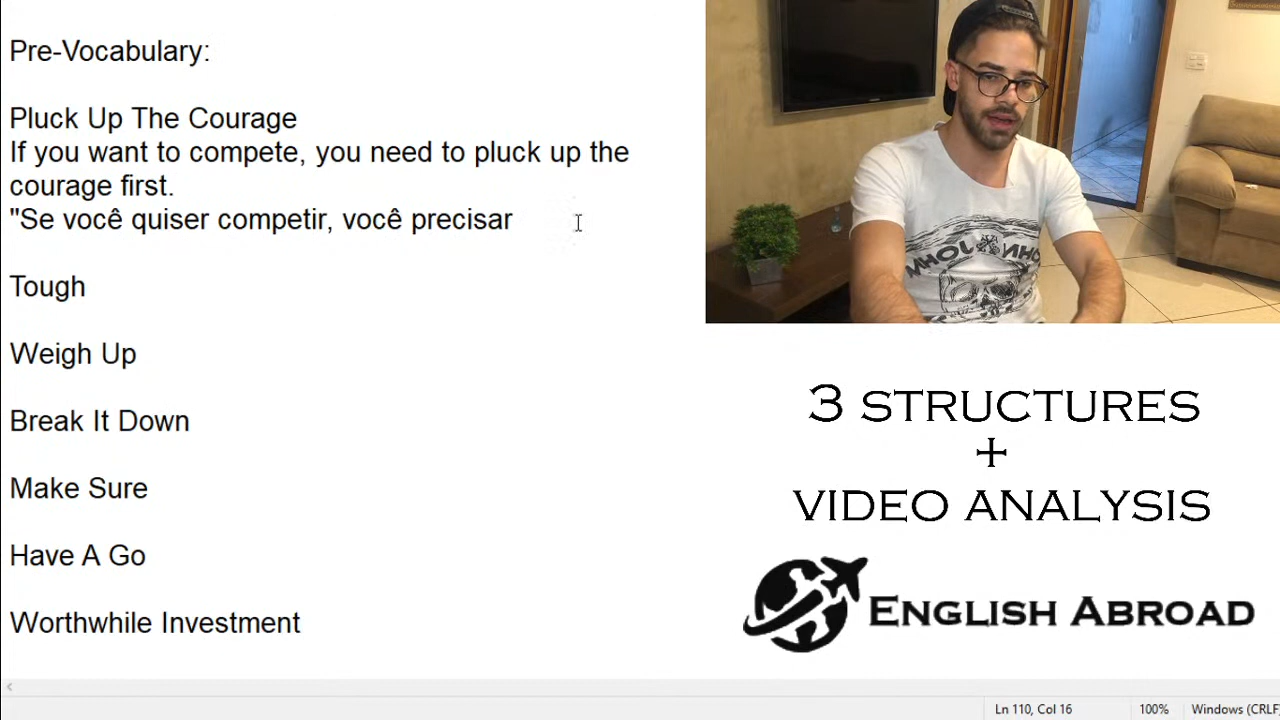 Pre-Vocabulary:
Pluck Up The Courage
If you want to compete, you need to pluck up the
courage first.
"Se você quiser competir, você precisar
Tough
Weigh Up
Break It Down
Make Sure
Have A Go
Worthwhile Investment
3 STRUCTURES
+
VIDEO ANALYSIS
ENGLISH ABROAD
Ln 110, Col 16
100%
Windows (CRLF